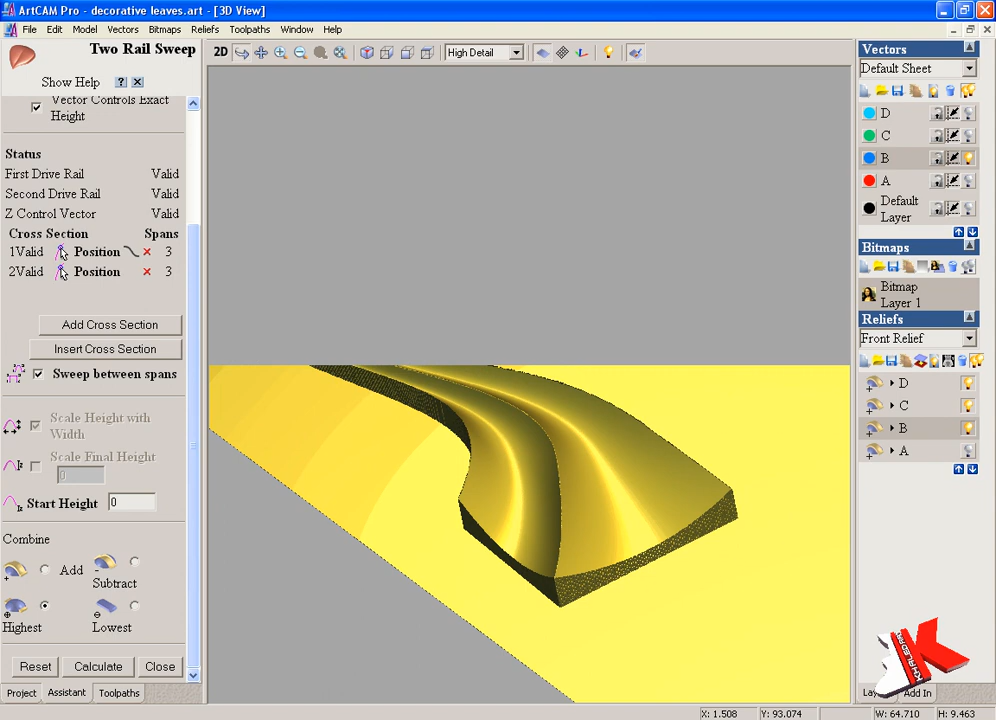 ArtCAM Pro - decorative leaves.art - [3D View]
File Edit Model Vectors Bitmaps Reliefs Toolpaths Window Help
Two Rail Sweep
Show Help ?
Vector Controls Exact
Height
Status
First Drive Rail Valid
Second Drive Rail Valid
Z Control Vector Valid
Cross Section Spans
1Valid Position 3
2Valid Position 3
Add Cross Section
Insert Cross Section
Sweep between spans
Scale Height with
Width
Scale Final Height
0
Start Height 0
Combine
Add
Subtract
Highest
Lowest
Reset Calculate Close
Project Assistant Toolpaths
2D High Detail
Vectors
Default Sheet
D
C
B
A
Default
Layer
Bitmaps
Bitmap
Layer 1
Reliefs
Front Relief
D
C
B
A
KHALEDART
Add In
X: 1.508 Y: 93.074 W: 64.710 H: 9.463